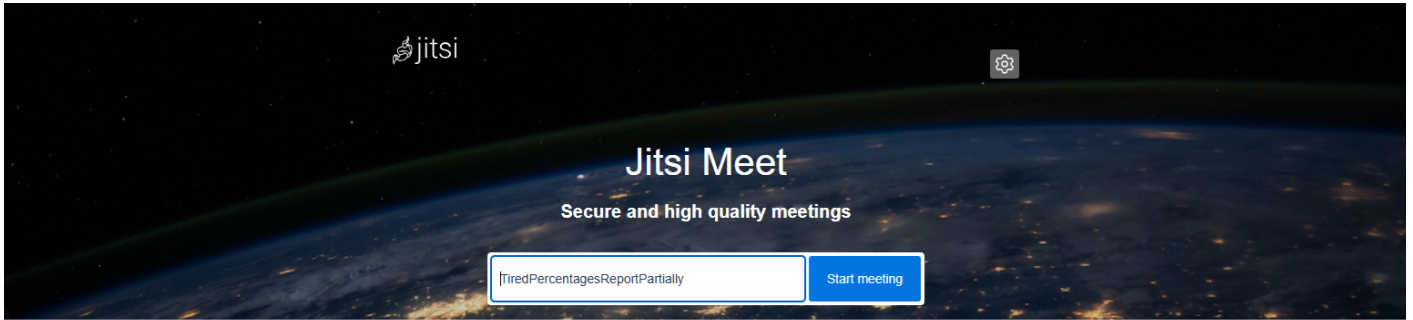 jitsi
Jitsi Meet
Secure and high quality meetings
TiredPercentagesReportPartially
Start meeting